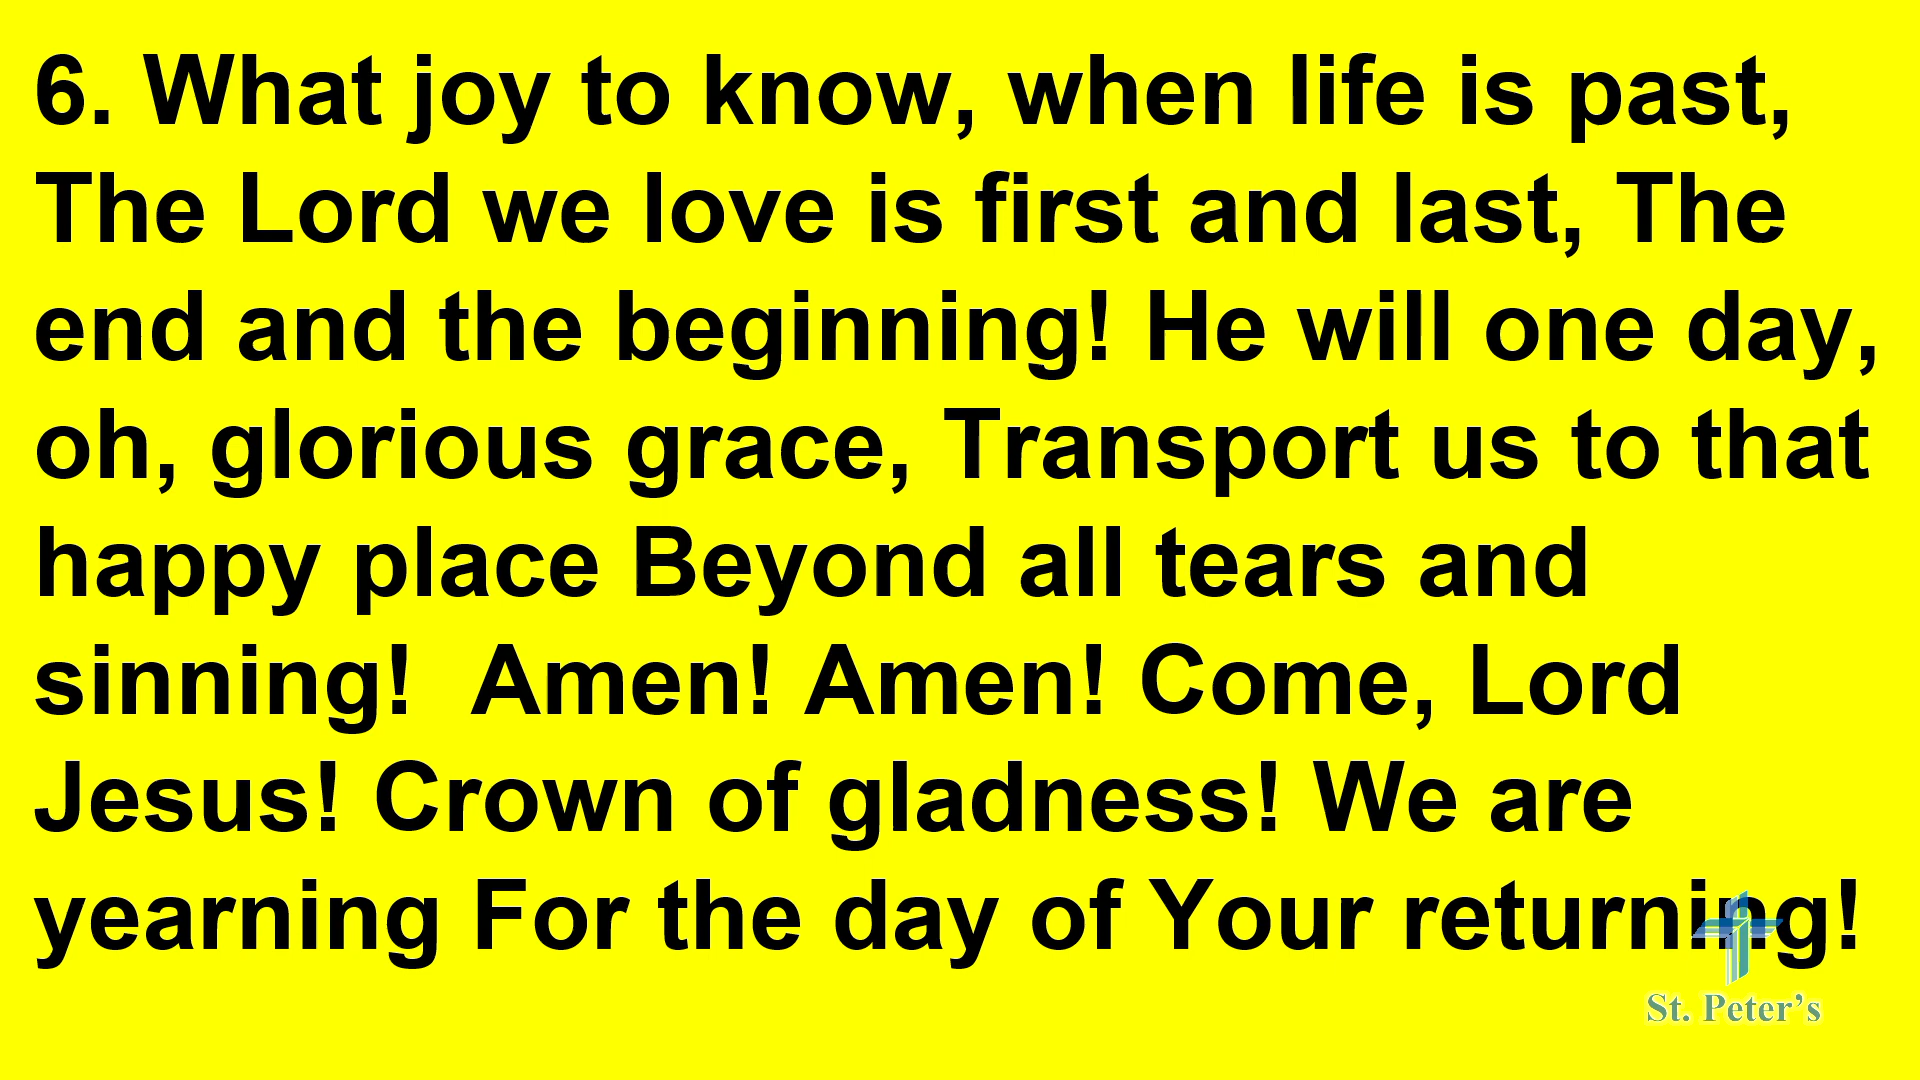 6. What joy to know, when life is past,
The Lord we love is first and last, The
end and the beginning! He will one day,
oh, glorious grace, Transport us to that
happy place Beyond all tears and
sinning!  Amen! Amen! Come, Lord
Jesus! Crown of gladness! We are
yearning For the day of Your returning!
St. Peter’s